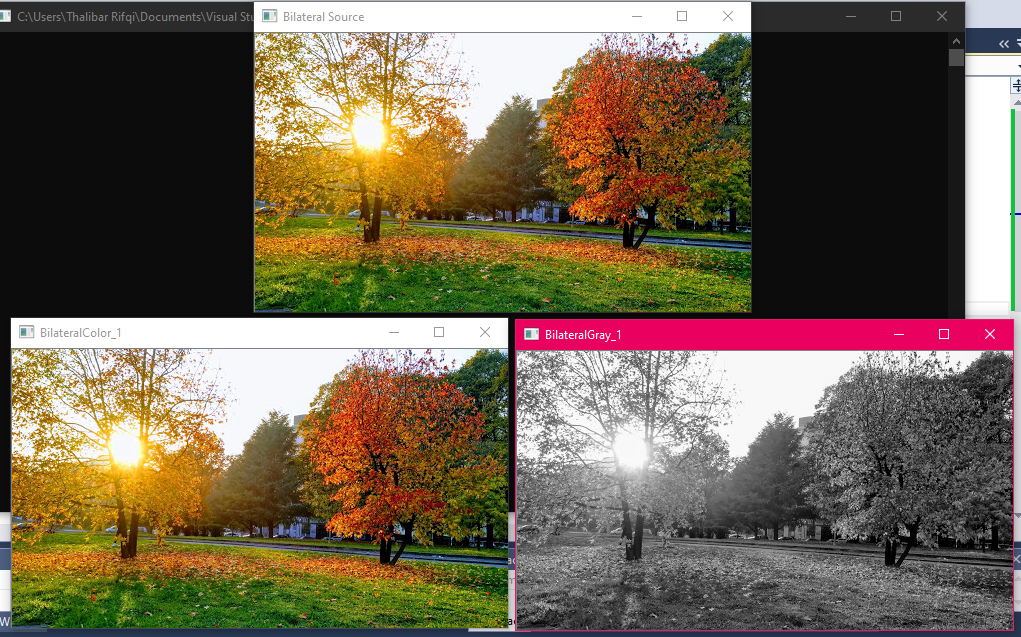 C:\Users\Thalibar Rifqi\Documents\Visual Stu
Bilateral Source
BilateralColor_1
BilateralGray_1
W